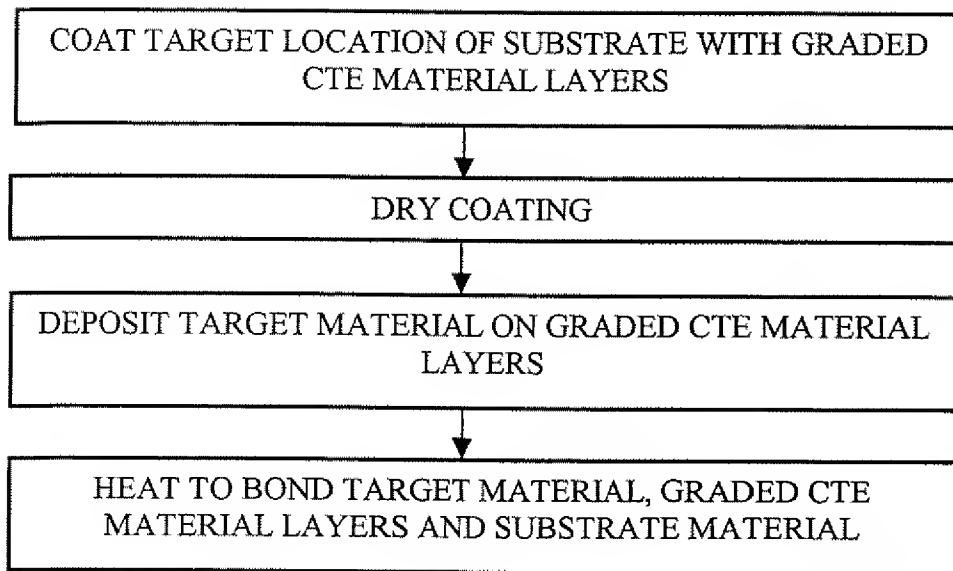 COAT TARGET LOCATION OF SUBSTRATE WITH GRADED
CTE MATERIAL LAYERS
DRY COATING
DEPOSIT TARGET MATERIAL ON GRADED CTE MATERIAL
LAYERS
HEAT TO BOND TARGET MATERIAL, GRADED CTE
MATERIAL LAYERS AND SUBSTRATE MATERIAL